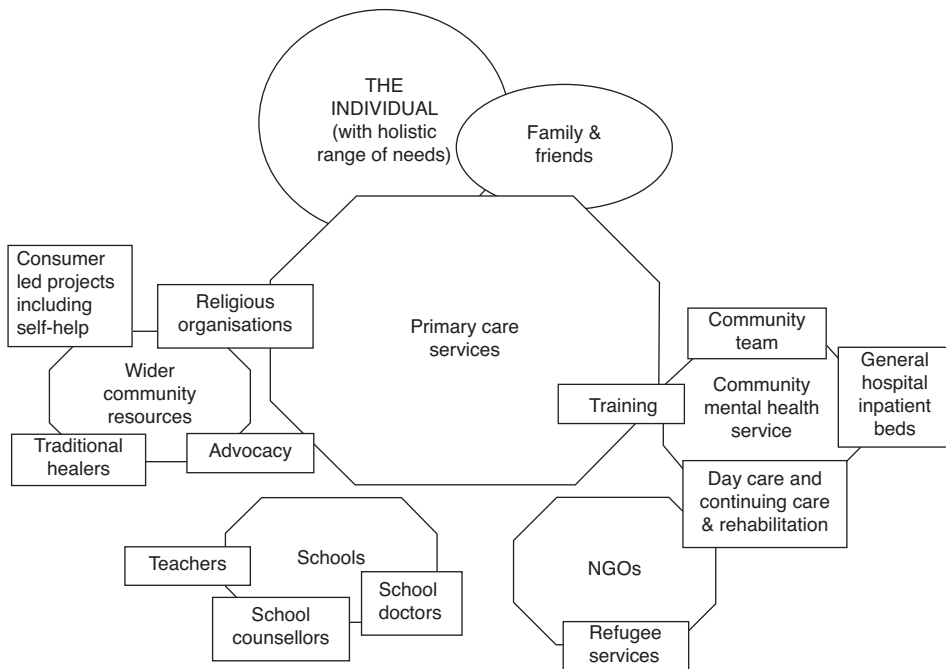 THE
INDIVIDUAL
(with holistic
range of needs)
Family &
friends
Consumer
led projects
including
self-help
Religious
organisations
Primary care
services
Wider
community
resources
Traditional
healers
Advocacy
Community
team
General
hospital
inpatient
beds
Training
Community
mental health
service
Day care and
continuing care
& rehabilitation
Teachers
Schools
School
counsellors
School
doctors
NGOs
Refugee
services